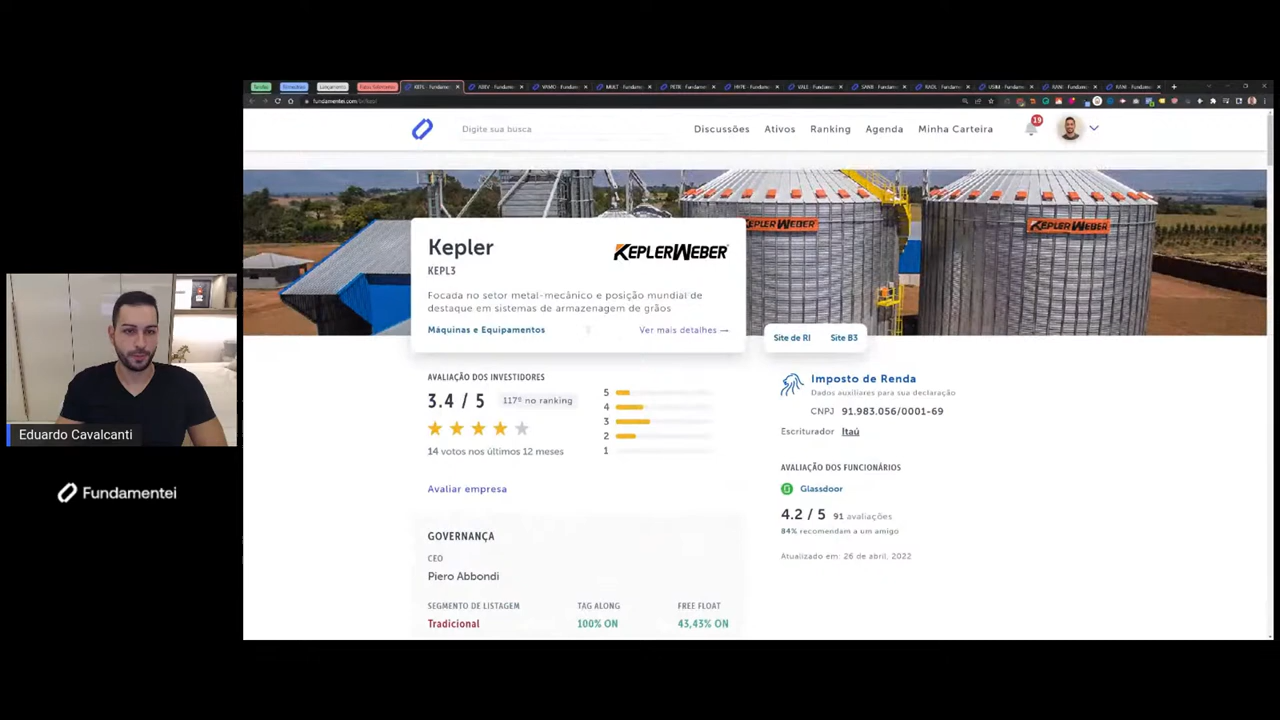 fundamentei.com
Digite sua busca
Discussões
Ativos
Ranking
Agenda
Minha Carteira
19
KEPLER WEBER
KEPLER WEBER
Kepler
KEPLERWEBER
KEPL3
Focada no setor metal-mecânico e posição mundial de
destaque em sistemas de armazenagem de grãos
Máquinas e Equipamentos
Ver mais detalhes →
Site de RI
Site B3
AVALIAÇÃO DOS INVESTIDORES
3.4 / 5
117º no ranking
14 votos nos últimos 12 meses
5
4
3
2
1
Avaliar empresa
Imposto de Renda
Dados auxiliares para sua declaração
CNPJ 91.983.056/0001-69
Escriturador Itaú
AVALIAÇÃO DOS FUNCIONÁRIOS
Glassdoor
4.2 / 5 91 avaliações
84% recomendam a um amigo
Atualizado em: 26 de abril, 2022
GOVERNANÇA
CEO
Piero Abbondi
SEGMENTO DE LISTAGEM
TAG ALONG
FREE FLOAT
Tradicional
100% ON
43,43% ON
Eduardo Cavalcanti
Fundamentei